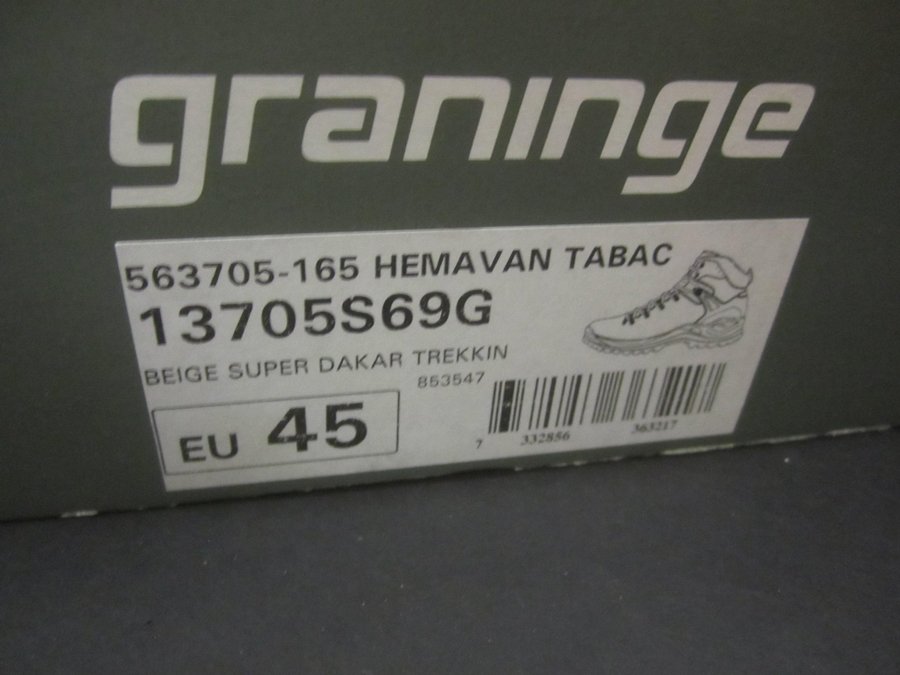 graninge
563705-165 HEMAVAN TABAC
13705S69G
BEIGE SUPER DAKAR TREKKIN
853547
EU 45
7 332856 363217